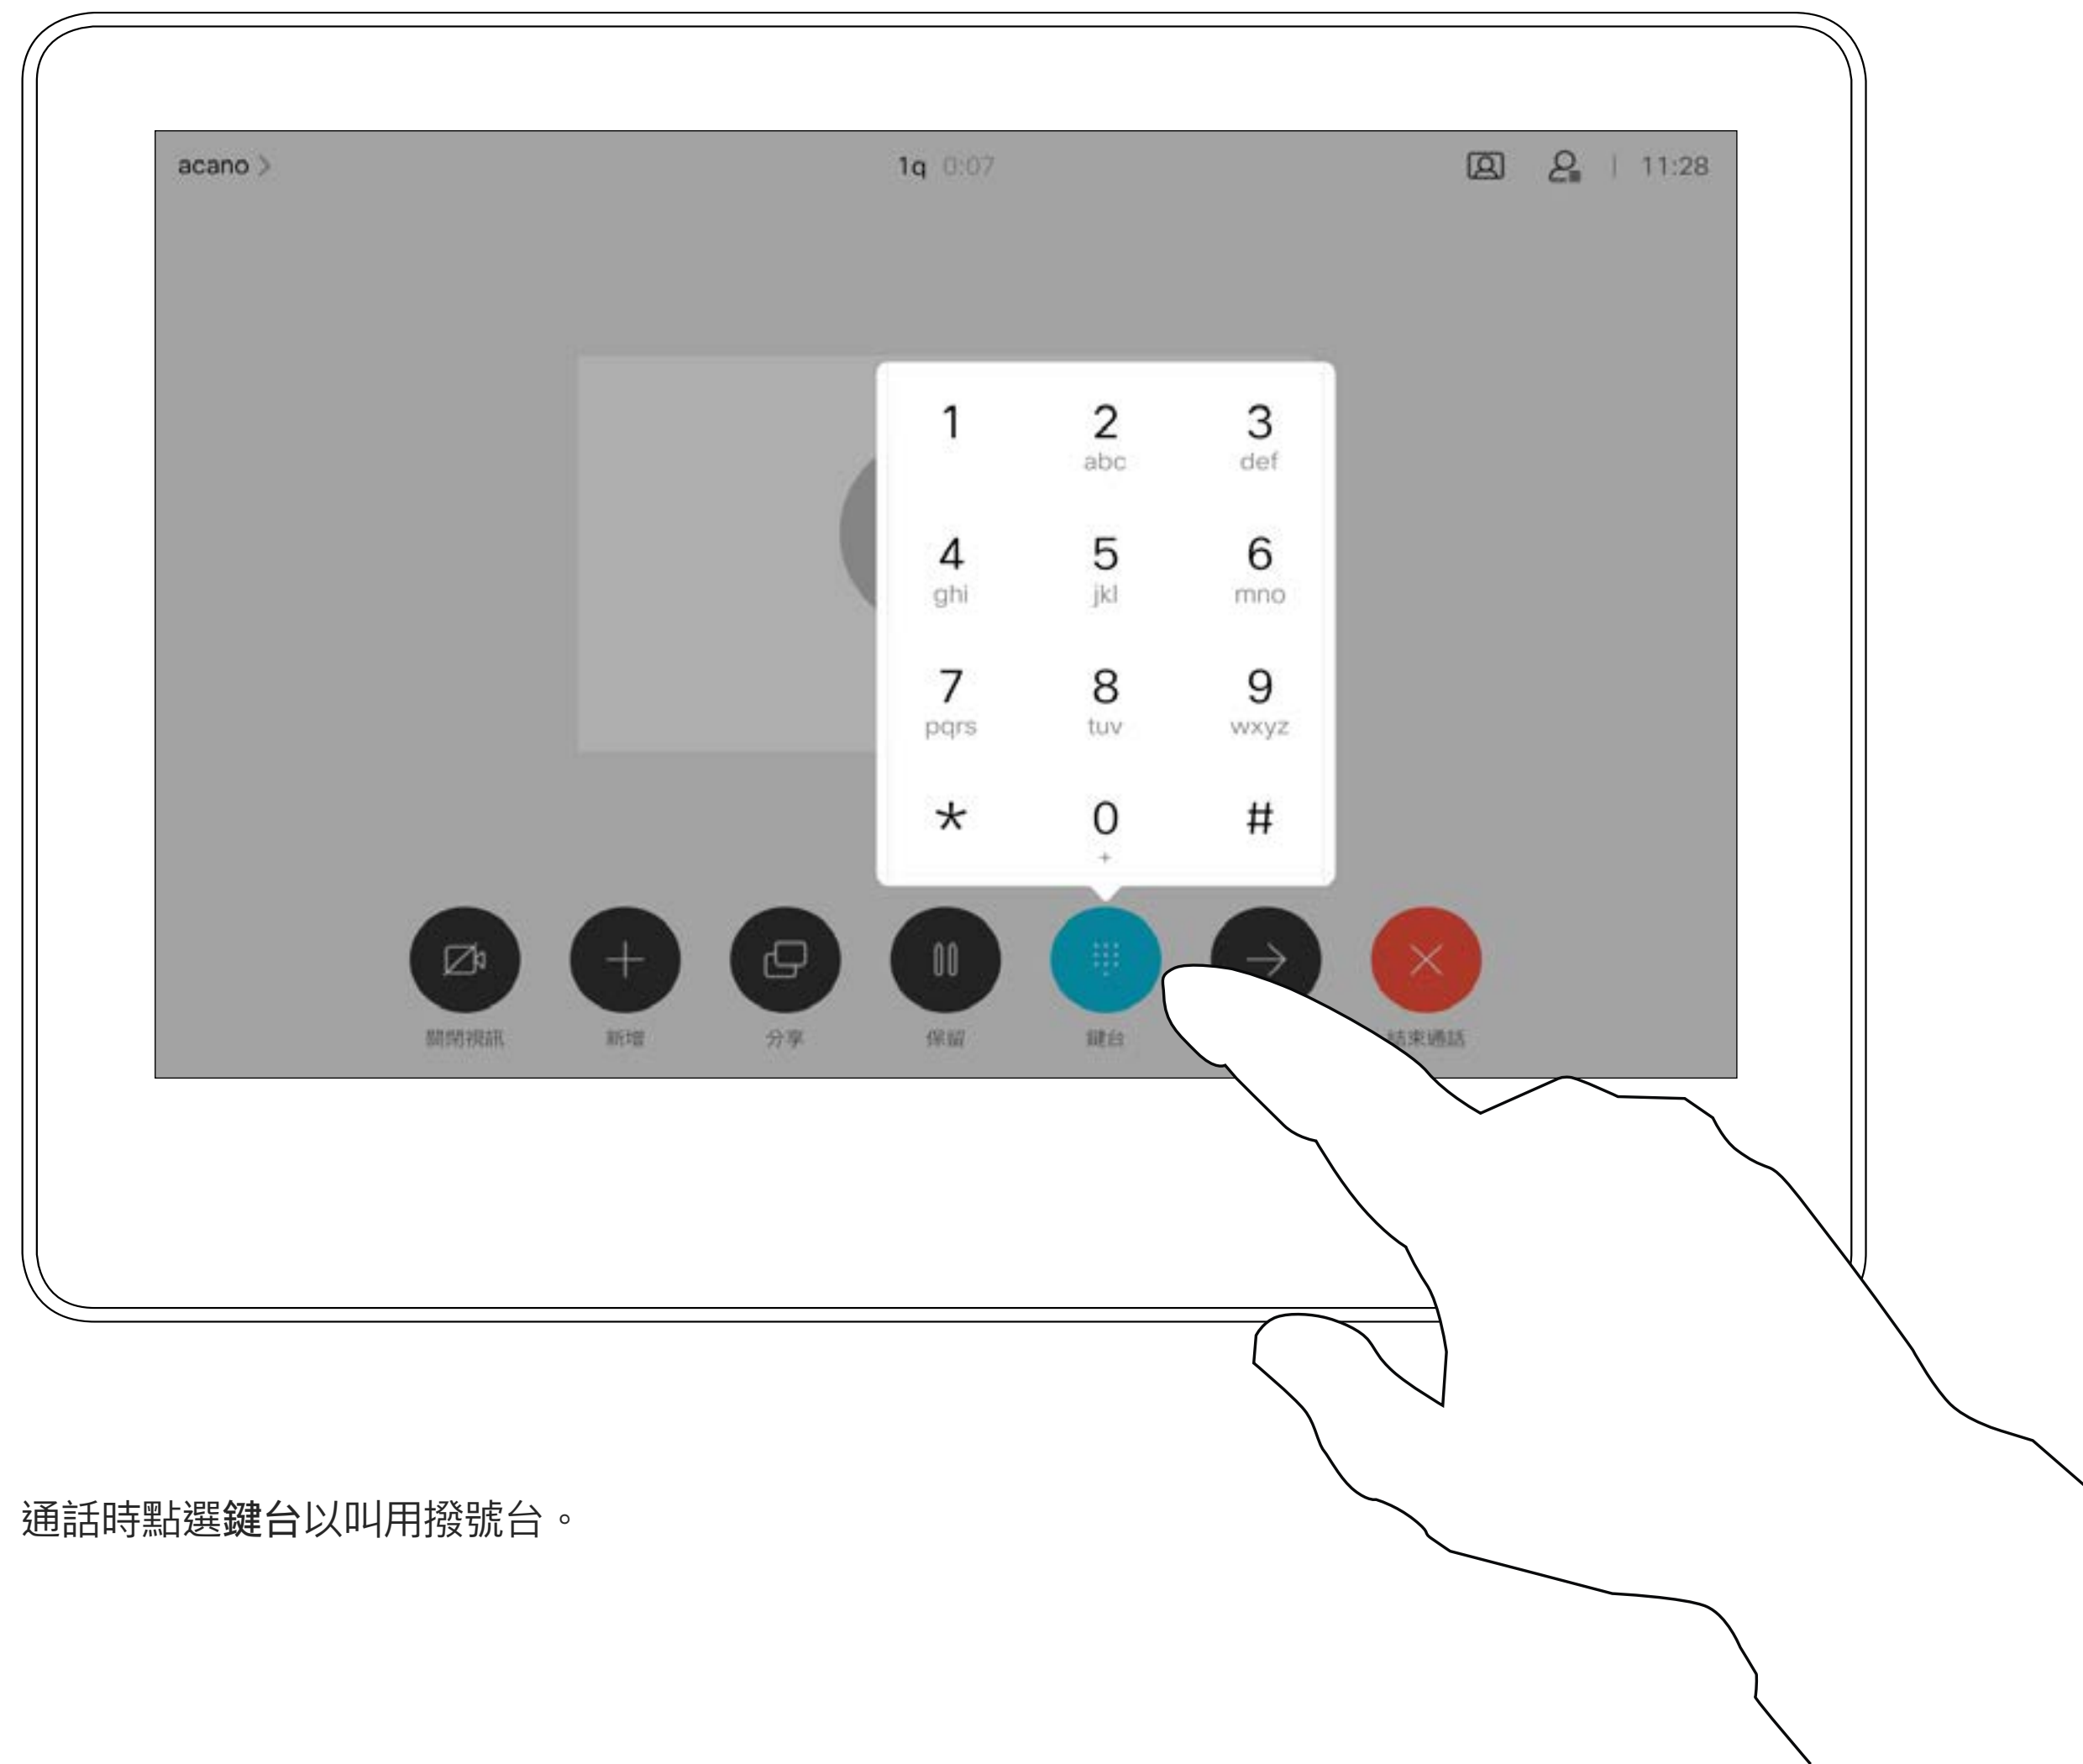 acano
1q 0:07
11:28
1 2 3
abc def
4 5 6
ghi jkl mno
7 8 9
pqrs tuv wxyz
* 0 #
+
關閉視訊 新增 分享 保留 鍵台 結束通話
通話時點選鍵台以叫用撥號台。